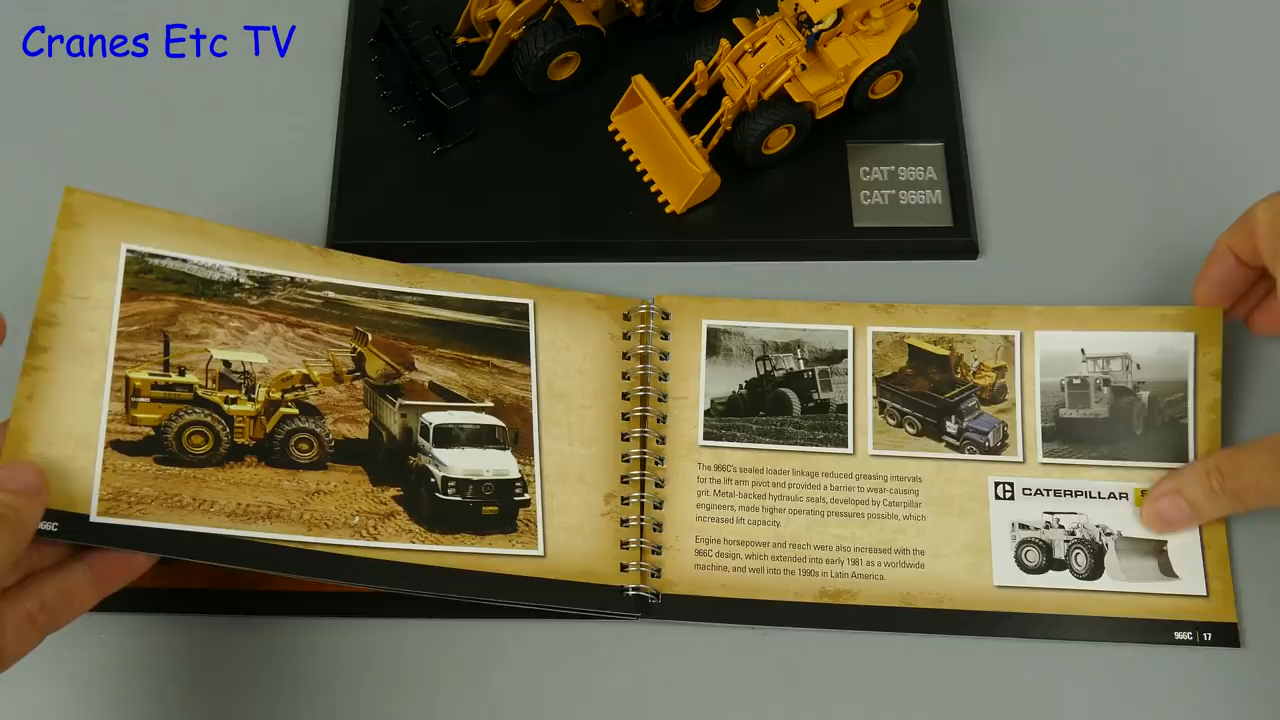 Cranes Etc TV
CAT 966A
CAT 966M
The 966C's sealed loader linkage reduced greasing intervals
for the lift arm pivot and provided a barrier to wear-causing
grit. Metal-backed hydraulic seals, developed by Caterpillar
engineers, made higher operating pressures possible, which
increased lift capacity.
Engine horsepower and reach were also increased with the
966C design, which extended into early 1981 as a worldwide
machine, and well into the 1990s in Latin America.
CATERPILLAR
966C
966C | 17